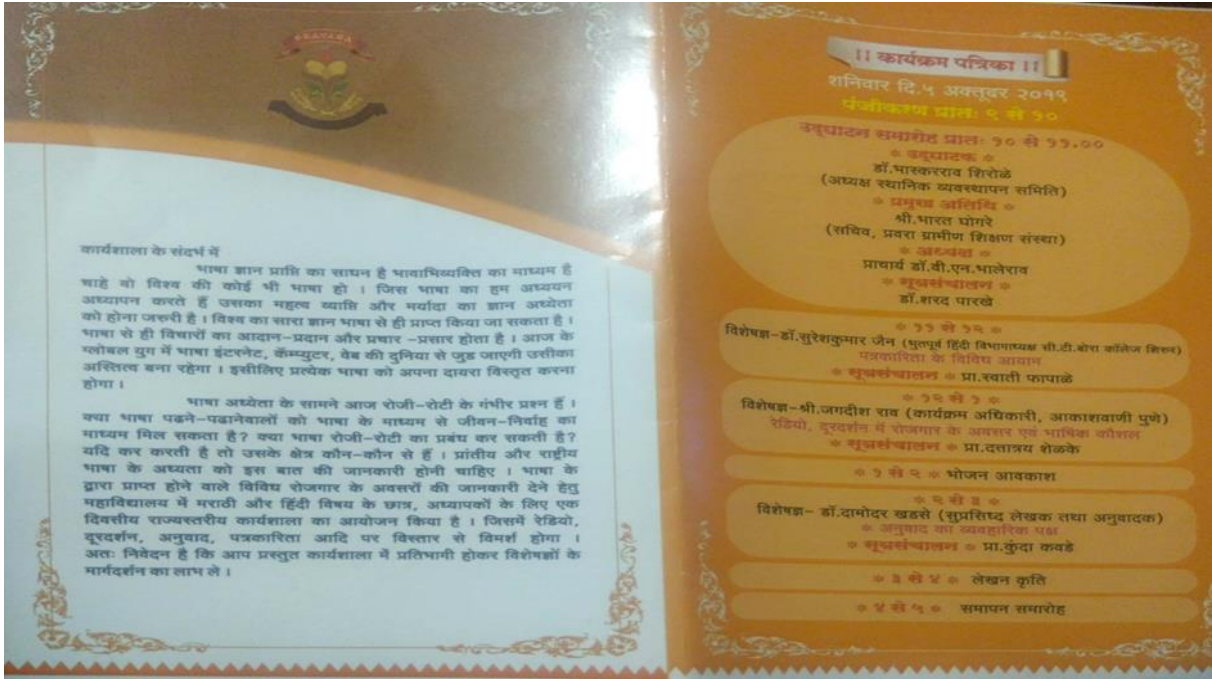 PRAVARA
कार्यशाला के संदर्भ में
भाषा ज्ञान प्राप्ति का साधन है भावाभिव्यक्ति का माध्यम है
चाहे वो विश्व की कोई भी भाषा हो । जिस भाषा का हम अध्ययन
अध्यापन करते हैं उसका महत्व व्याप्ति और मर्यादा का ज्ञान अध्येता
को होना जरुरी है । विश्व का सारा ज्ञान भाषा से ही प्राप्त किया जा सकता है ।
भाषा से ही विचारों का आदान-प्रदान और प्रचार -प्रसार होता है । आज के
ग्लोबल युग में भाषा इंटरनेट, कॅम्प्युटर, वेब की दुनिया से जुड जाएगी उसीका
अस्तित्व बना रहेगा । इसीलिए प्रत्येक भाषा को अपना दायरा विस्तृत करना
होगा ।
भाषा अध्येता के सामने आज रोजी-रोटी के गंभीर प्रश्न हैं ।
क्या भाषा पढने-पढानेवालों को भाषा के माध्यम से जीवन-निर्वाह का
माध्यम मिल सकता है? क्या भाषा रोजी-रोटी का प्रबंध कर सकती है?
यदि कर करती है तो उसके क्षेत्र कौन-कौन से हैं । प्रांतीय और राष्ट्रीय
भाषा के अध्यता को इस बात की जानकारी होनी चाहिए । भाषा के
द्वारा प्राप्त होने वाले विविध रोजगार के अवसरों की जानकारी देने हेतु
महाविद्यालय में मराठी और हिंदी विषय के छात्र, अध्यापकों के लिए एक
दिवसीय राज्यस्तरीय कार्यशाला का आयोजन किया है । जिसमें रेडियो,
दूरदर्शन, अनुवाद, पत्रकारिता आदि पर विस्तार से विमर्श होगा ।
अतः निवेदन है कि आप प्रस्तुत कार्यशाला में प्रतिभागी होकर विशेषज्ञों के
मार्गदर्शन का लाभ ले ।
|| कार्यक्रम पत्रिका ||
शनिवार दि.५ अक्तूबर २०१९
पंजीकरण प्रातः ९ से १०
उद्घाटन समारोह प्रातः १० से ११.००
* उद्घाटक *
डॉ.भास्करराव शिरोळे
(अध्यक्ष स्थानिक व्यवस्थापन समिति)
* प्रमुख अतिथि *
श्री.भारत घोगरे
(सचिव, प्रवरा ग्रामीण शिक्षण संस्था)
* अध्यक्ष *
प्राचार्य डॉ.वी.एन.भालेराव
* सूत्रसंचालन *
डॉ.शरद पारखे
* ११ से १२ *
विशेषज्ञ-डॉ.सुरेशकुमार जैन (भुतपूर्व हिंदी विभागाध्यक्ष सी.टी.बोरा कॉलेज शिरुर)
पत्रकारिता के विविध आयाम
* सूत्रसंचालन * प्रा.स्वाती फापाळे
* १२ से १ *
विशेषज्ञ-श्री.जगदीश राव (कार्यक्रम अधिकारी, आकाशवाणी पुणे)
रेडियो, दूरदर्शन में रोजगार के अवसर एवं भाषिक कौशल
* सूत्रसंचालन * प्रा.दत्तात्रय शेळके
* १ से २ * भोजन आवकाश
* २ से ३ *
विशेषज्ञ- डॉ.दामोदर खडसे (सुप्रसिध्द लेखक तथा अनुवादक)
* अनुवाद का व्यवहारिक पक्ष
* सूत्रसंचालन * प्रा.कुंदा कवडे
* ३ से ४ * लेखन कृति
* ४ से ५ * समापन समारोह